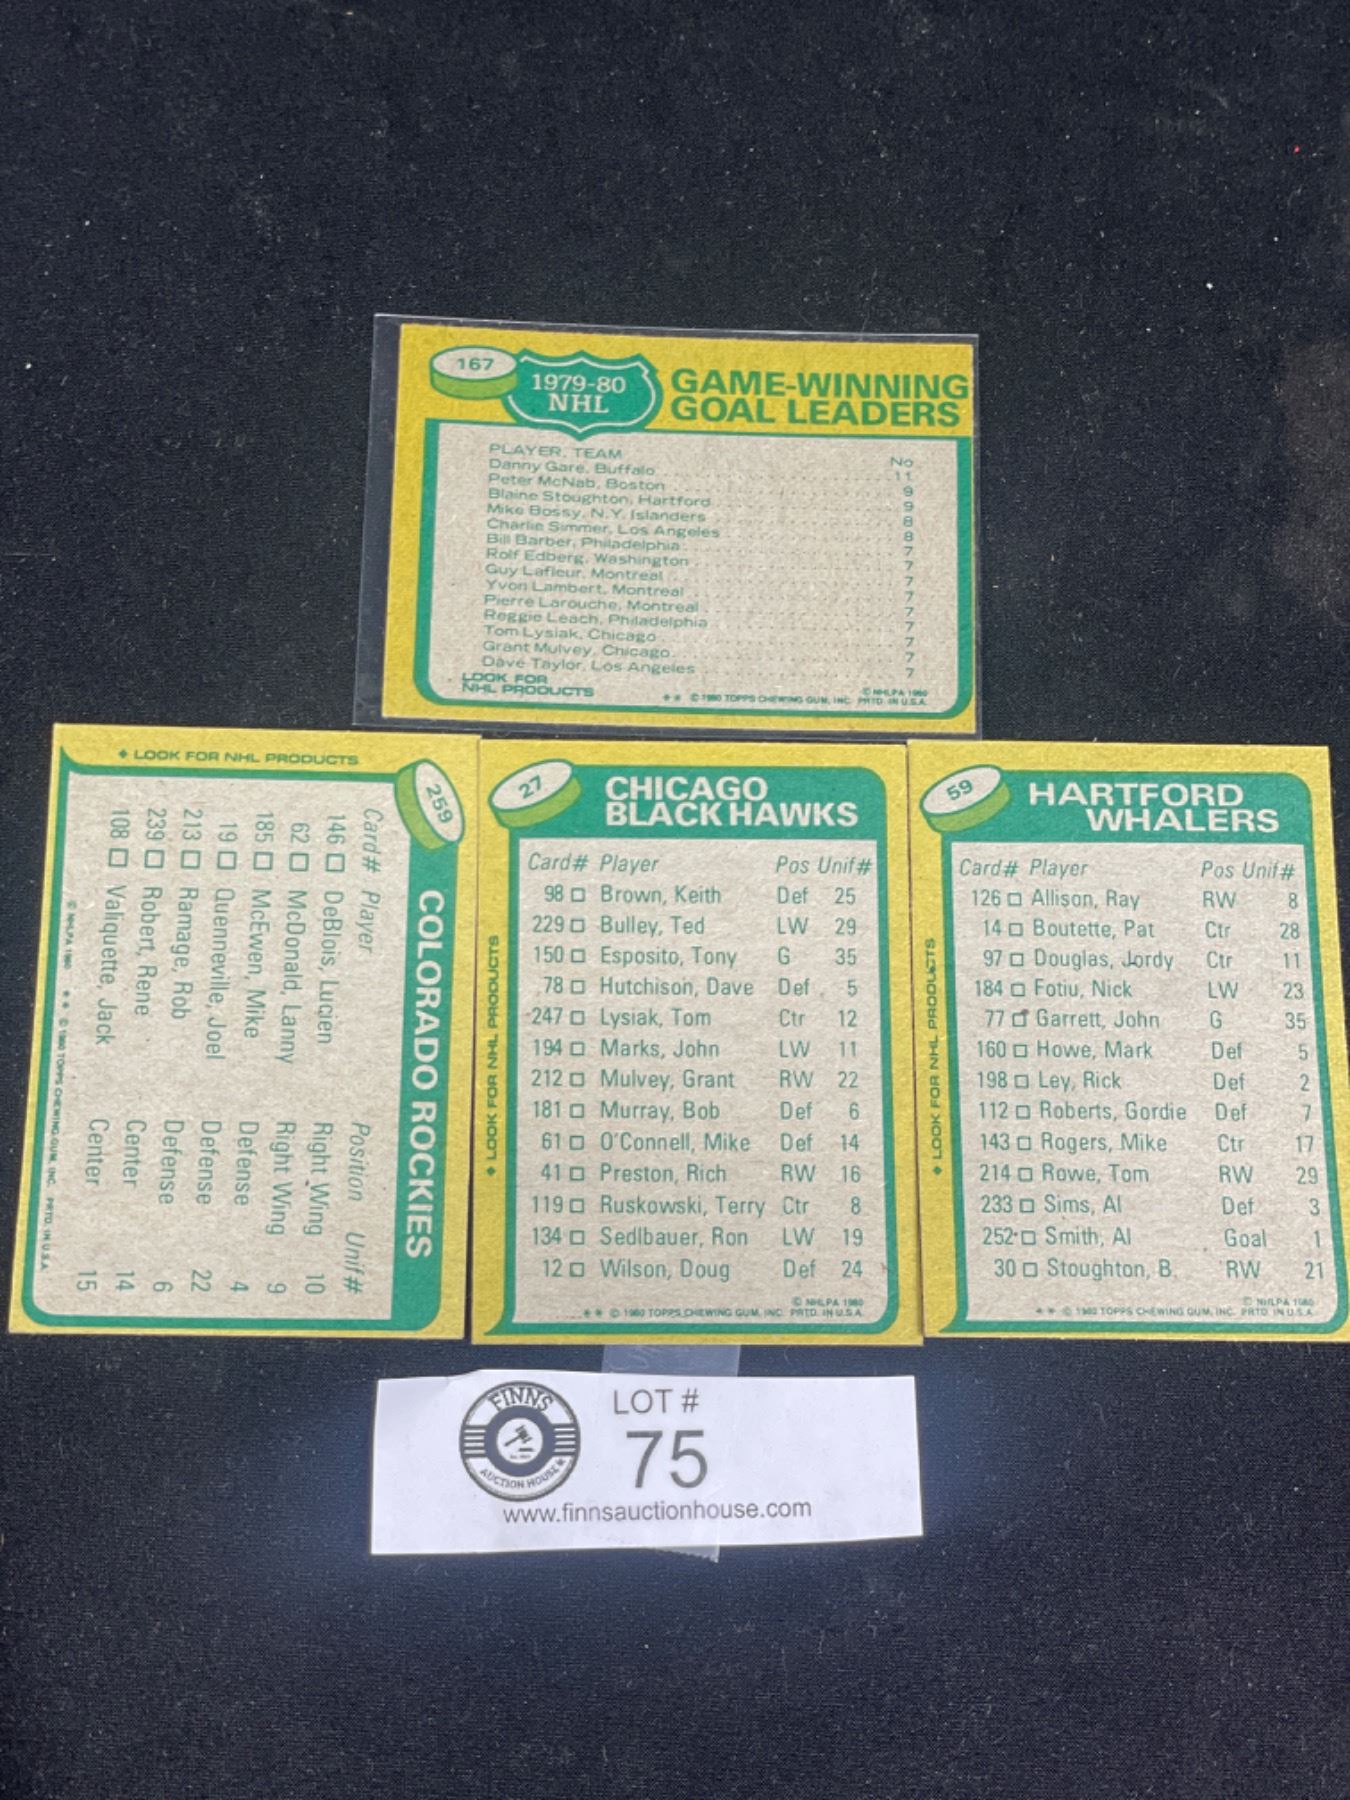 167
1979-80
NHL
GAME-WINNING
GOAL LEADERS
PLAYER, TEAM No
Danny Gare, Buffalo 11
Peter McNab, Boston 9
Blaine Stoughton, Hartford 9
Mike Bossy, N.Y. Islanders 8
Charlie Simmer, Los Angeles 8
Bill Barber, Philadelphia 7
Rolf Edberg, Washington 7
Guy Lafleur, Montreal 7
Yvon Lambert, Montreal 7
Pierre Larouche, Montreal 7
Reggie Leach, Philadelphia 7
Tom Lysiak, Chicago 7
Grant Mulvey, Chicago 7
Dave Taylor, Los Angeles 7
LOOK FOR
NHL PRODUCTS
© NHLPA 1980
** © 1980 TOPPS CHEWING GUM, INC. PRTD. IN U.S.A.
259
COLORADO ROCKIES
Card# Player Position Unif#
146 □ DeBlois, Lucien Right Wing 10
62 □ McDonald, Lanny Right Wing 9
185 □ McEwen, Mike Defense 4
19 □ Quenneville, Joel Defense 22
213 □ Ramage, Rob Defense 6
239 □ Robert, Rene Center 14
108 □ Valiquette, Jack Center 15
♦ LOOK FOR NHL PRODUCTS
© NHLPA 1980 ** © 1980 TOPPS CHEWING GUM, INC. PRTD. IN U.S.A.
27
CHICAGO
BLACK HAWKS
Card# Player Pos Unif#
98 □ Brown, Keith Def 25
229 □ Bulley, Ted LW 29
150 □ Esposito, Tony G 35
78 □ Hutchison, Dave Def 5
247 □ Lysiak, Tom Ctr 12
194 □ Marks, John LW 11
212 □ Mulvey, Grant RW 22
181 □ Murray, Bob Def 6
61 □ O'Connell, Mike Def 14
41 □ Preston, Rich RW 16
119 □ Ruskowski, Terry Ctr 8
134 □ Sedlbauer, Ron LW 19
12 □ Wilson, Doug Def 24
♦ LOOK FOR NHL PRODUCTS
© NHLPA 1980
** © 1980 TOPPS CHEWING GUM, INC. PRTD. IN U.S.A.
59
HARTFORD
WHALERS
Card# Player Pos Unif#
126 □ Allison, Ray RW 8
14 □ Boutette, Pat Ctr 28
97 □ Douglas, Jordy Ctr 11
184 □ Fotiu, Nick LW 23
77 □ Garrett, John G 35
160 □ Howe, Mark Def 5
198 □ Ley, Rick Def 2
112 □ Roberts, Gordie Def 7
143 □ Rogers, Mike Ctr 17
214 □ Rowe, Tom RW 29
233 □ Sims, Al Def 3
252 □ Smith, Al Goal 1
30 □ Stoughton, B. RW 21
♦ LOOK FOR NHL PRODUCTS
© NHLPA 1980
** © 1980 TOPPS CHEWING GUM, INC. PRTD. IN U.S.A.
FINNS
AUCTION HOUSE
LOT #
75
www.finnsauctionhouse.com